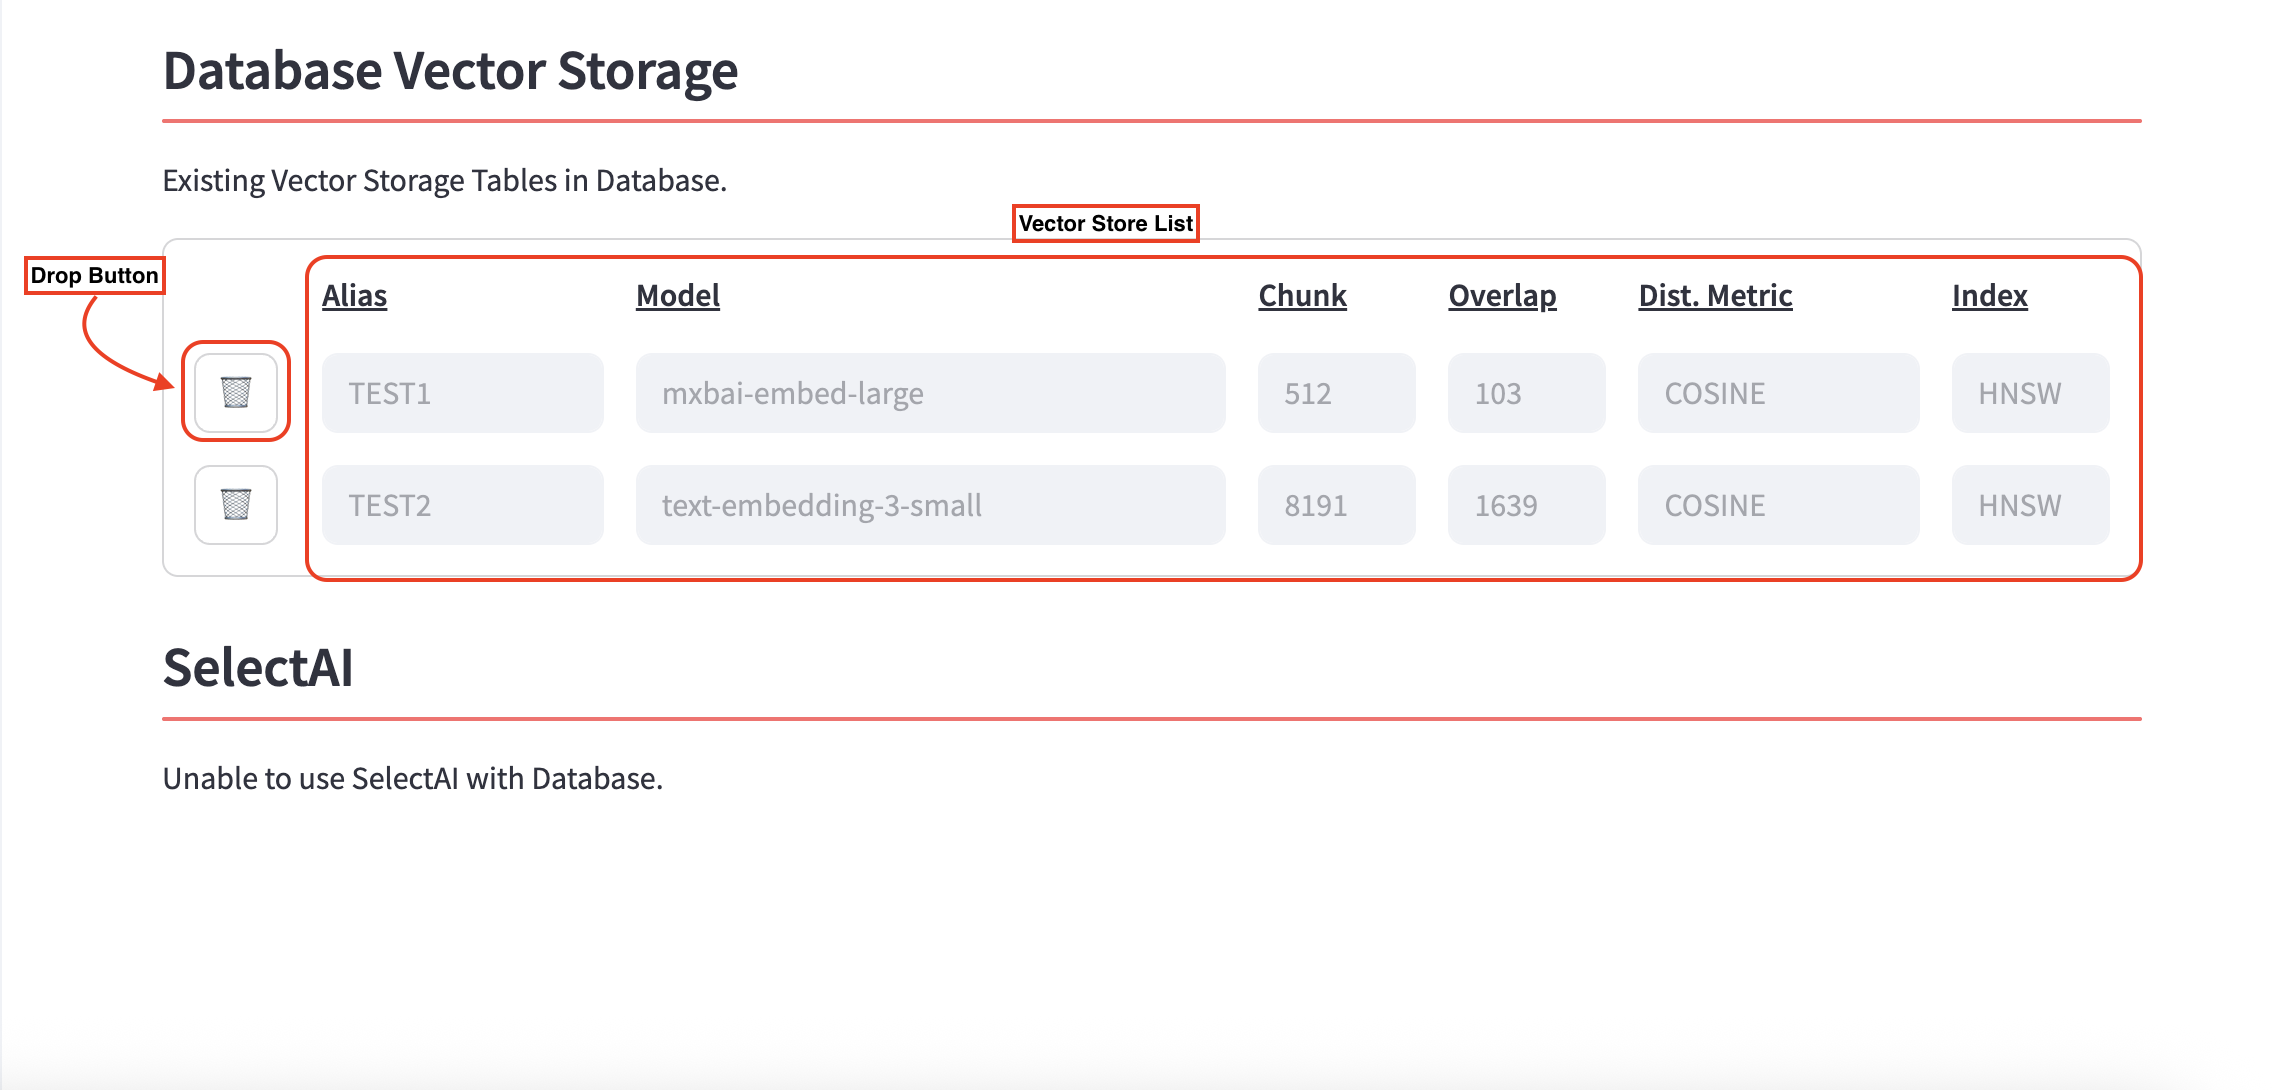 Database Vector Storage
Existing Vector Storage Tables in Database.
Vector Store List
Drop Button
Alias Model Chunk Overlap Dist. Metric Index
TEST1 mxbai-embed-large 512 103 COSINE HNSW
TEST2 text-embedding-3-small 8191 1639 COSINE HNSW
SelectAI
Unable to use SelectAI with Database.